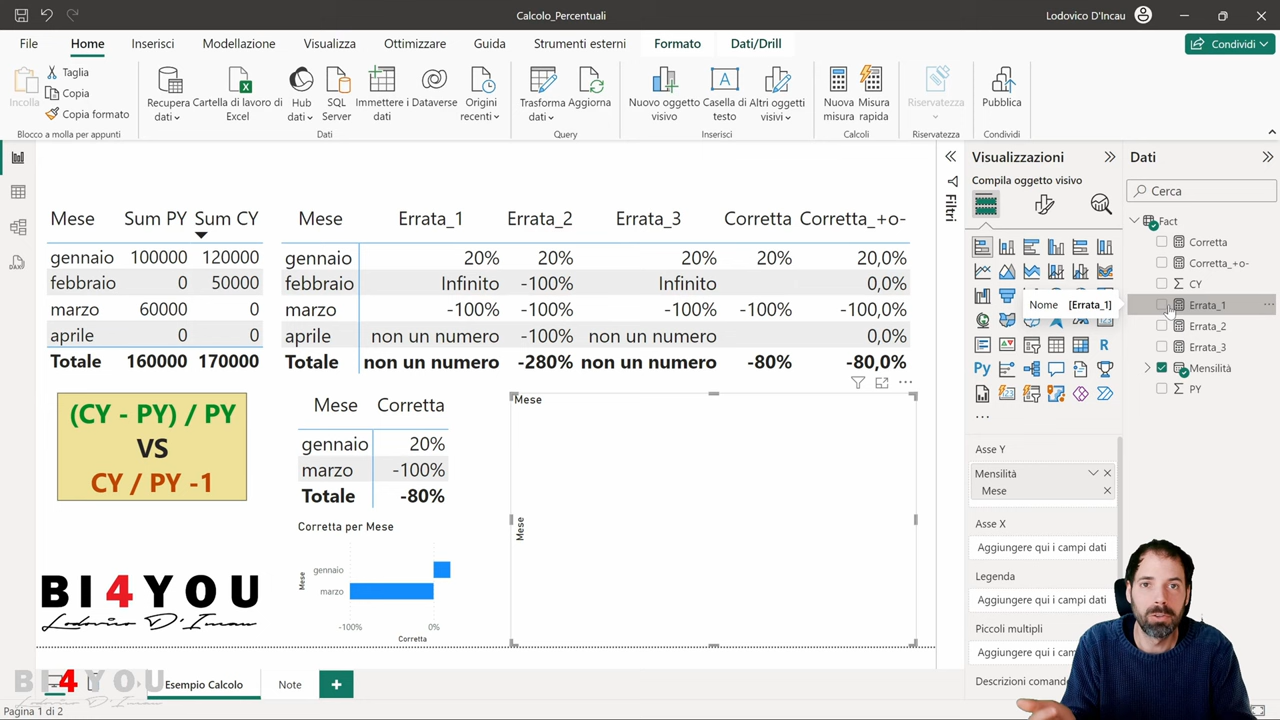 Calcolo_Percentuali
Lodovico D'Incau
File Home Inserisci Modellazione Visualizza Ottimizzare Guida Strumenti esterni Formato Dati/Drill
Condividi
Incolla
Taglia
Copia
Copia formato
Recupera dati
Cartella di lavoro di Excel
Hub dati
SQL Server
Immettere dati
Dataverse
Origini recenti
Trasforma dati
Aggiorna
Nuovo oggetto visivo
Casella di testo
Altri oggetti visivi
Nuova misura
Misura rapida
Riservatezza
Pubblica
Blocco a molla per appunti Dati Query Inserisci Calcoli Riservatezza Condividi
Mese Sum PY Sum CY
gennaio 100000 120000
febbraio 0 50000
marzo 60000 0
aprile 0 0
Totale 160000 170000
Mese Errata_1 Errata_2 Errata_3 Corretta Corretta_+o-
gennaio 20% 20% 20% 20% 20,0%
febbraio Infinito -100% Infinito 0,0%
marzo -100% -100% -100% -100% -100,0%
aprile non un numero -100% non un numero 0,0%
Totale non un numero -280% non un numero -80% -80,0%
(CY - PY) / PY
VS
CY / PY -1
Mese Corretta
gennaio 20%
marzo -100%
Totale -80%
Corretta per Mese
Mese
gennaio
marzo
-100% 0%
Corretta
Mese
Mese
BI4YOU
Lodovico D'Incau
Filtri
Visualizzazioni
Compila oggetto visivo
R
Py
Nome [Errata_1]
Asse Y
Mensilità
Mese
Asse X
Aggiungere qui i campi dati
Legenda
Aggiungere qui i campi dati
Piccoli multipli
Aggiungere qui i cam
Descrizioni comando
Dati
Cerca
Fact
Corretta
Corretta_+o-
CY
Errata_1
Errata_2
Errata_3
Mensilità
PY
BI4YOU
Esempio Calcolo Note
Pagina 1 di 2